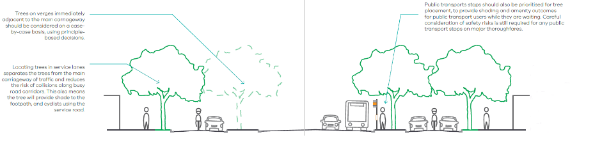 Trees on verges immediately
adjacent to the main carriageway
should be considered on a case-
by-case basis, using principle-
based decisions.
Locating trees in service lanes
separates the trees from the main
carriageway of traffic and reduces
the risk of collisions along busy
road corridors. This also means
the tree will provide shade to the
footpath, and cyclists using the
service road.
Public transports stops should also be prioritised for tree
placement, to provide shading and amenity outcomes
for public transport users while they are waiting. Careful
consideration of safety risks is still required for any public
transport stops on major thoroughfares.